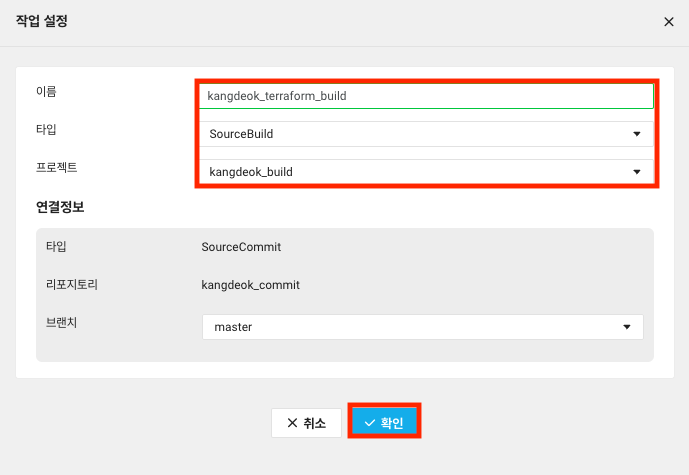 작업 설정
이름 kangdeok_terraform_build
타입 SourceBuild
프로젝트 kangdeok_build
연결정보
타입 SourceCommit
리포지토리 kangdeok_commit
브랜치 master
취소 확인